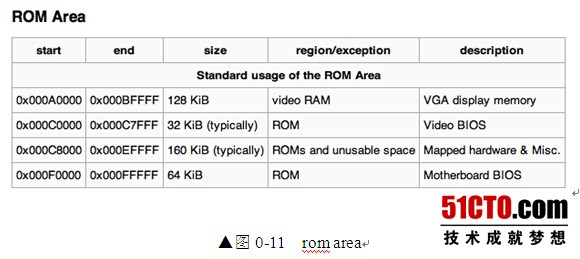 ROM Area
start end size region/exception description
Standard usage of the ROM Area
0x000A0000 0x000BFFFF 128 KiB video RAM VGA display memory
0x000C0000 0x000C7FFF 32 KiB (typically) ROM Video BIOS
0x000C8000 0x000EFFFF 160 KiB (typically) ROMs and unusable space Mapped hardware & Misc.
0x000F0000 0x000FFFFF 64 KiB ROM Motherboard BIOS
51CTO.com
技术成就梦想
▲图 0-11 rom area